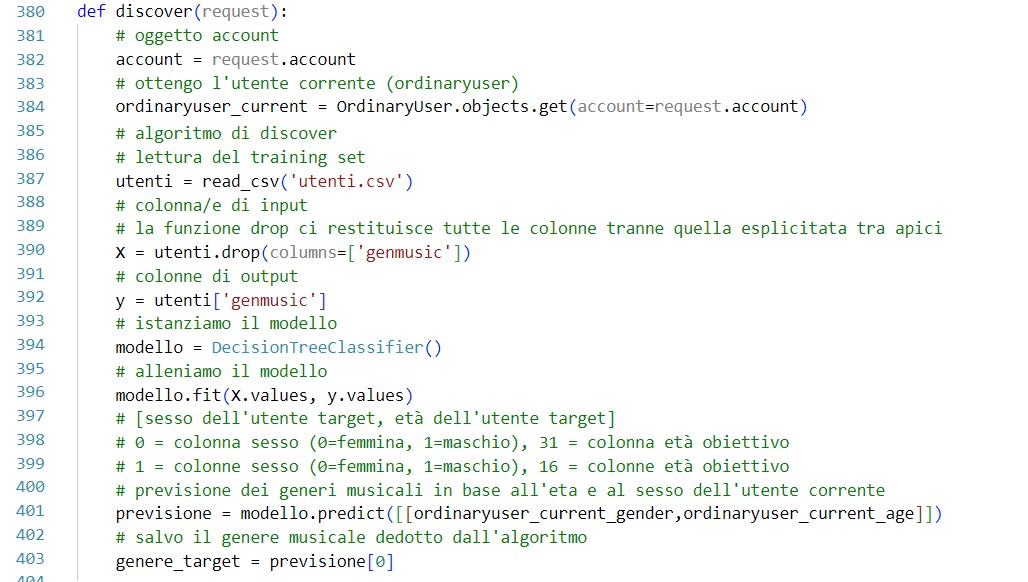 380 def discover(request):
381 # oggetto account
382 account = request.account
383 # ottengo l'utente corrente (ordinaryuser)
384 ordinaryuser_current = OrdinaryUser.objects.get(account=request.account)
385 # algoritmo di discover
386 # lettura del training set
387 utenti = read_csv('utenti.csv')
388 # colonna/e di input
389 # la funzione drop ci restituisce tutte le colonne tranne quella esplicitata tra apici
390 X = utenti.drop(columns=['genmusic'])
391 # colonne di output
392 y = utenti['genmusic']
393 # istanziamo il modello
394 modello = DecisionTreeClassifier()
395 # alleniamo il modello
396 modello.fit(X.values, y.values)
397 # [sesso dell'utente target, età dell'utente target]
398 # 0 = colonna sesso (0=femmina, 1=maschio), 31 = colonna età obiettivo
399 # 1 = colonne sesso (0=femmina, 1=maschio), 16 = colonne età obiettivo
400 # previsione dei generi musicali in base all'eta e al sesso dell'utente corrente
401 previsione = modello.predict([[ordinaryuser_current_gender,ordinaryuser_current_age]])
402 # salvo il genere musicale dedotto dall'algoritmo
403 genere_target = previsione[0]
404